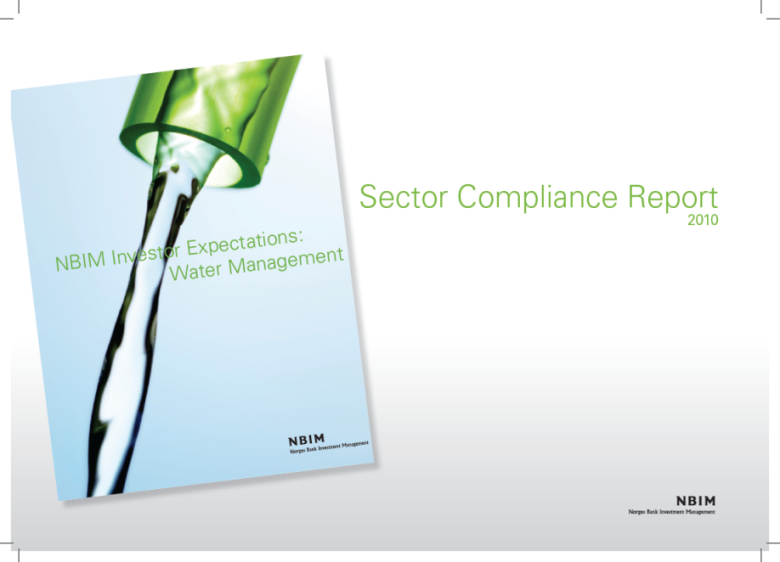 Sector Compliance Report
2010
NBIM Investor Expectations:
Water Management
NBIM
Norges Bank Investment Management
NBIM
Norges Bank Investment Management